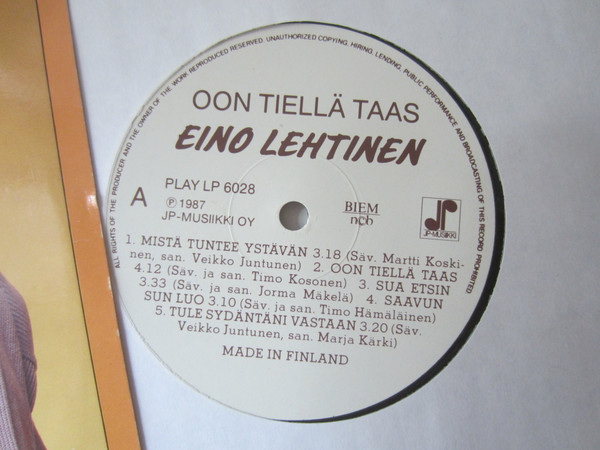 ALL RIGHTS OF THE PRODUCER AND THE OWNER OF THE WORK REPRODUCED RESERVED. UNAUTHORIZED COPYING, HIRING, LENDING, PUBLIC PERFORMANCE AND BROADCASTING OF THIS RECORD PROHIBITED
OON TIELLÄ TAAS
EINO LEHTINEN
A
PLAY LP 6028
Ⓟ 1987
JP-MUSIIKKI OY
BIEM
ncb
JP-MUSIIKKI
1. MISTÄ TUNTEE YSTÄVÄN 3.18 (Säv. Martti Koski-
nen, san. Veikko Juntunen) 2. OON TIELLÄ TAAS
4.12 (Säv. ja san. Timo Kosonen) 3. SUA ETSIN
3.33 (Säv. ja san. Jorma Mäkelä) 4. SAAVUN
SUN LUO 3.10 (Säv. ja san. Timo Hämäläinen)
5. TULE SYDÄNTÄNI VASTAAN 3.20 (Säv.
Veikko Juntunen, san. Marja Kärki)
MADE IN FINLAND